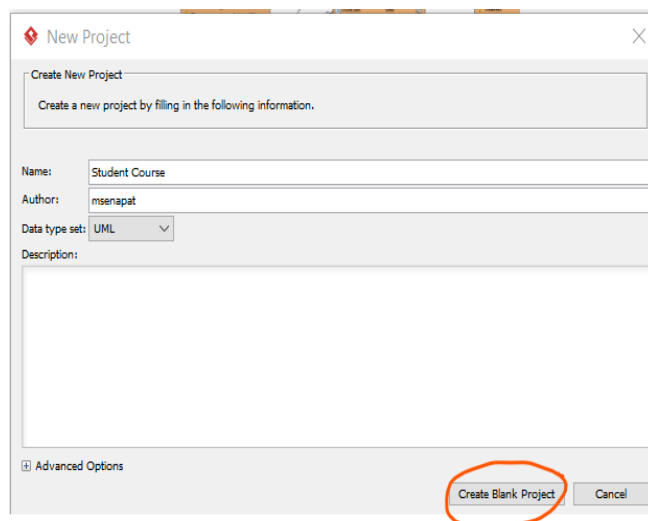 New Project
Create New Project
Create a new project by filling in the following information.
Name: Student Course
Author: msenapat
Data type set: UML
Description:
Advanced Options
Create Blank Project Cancel